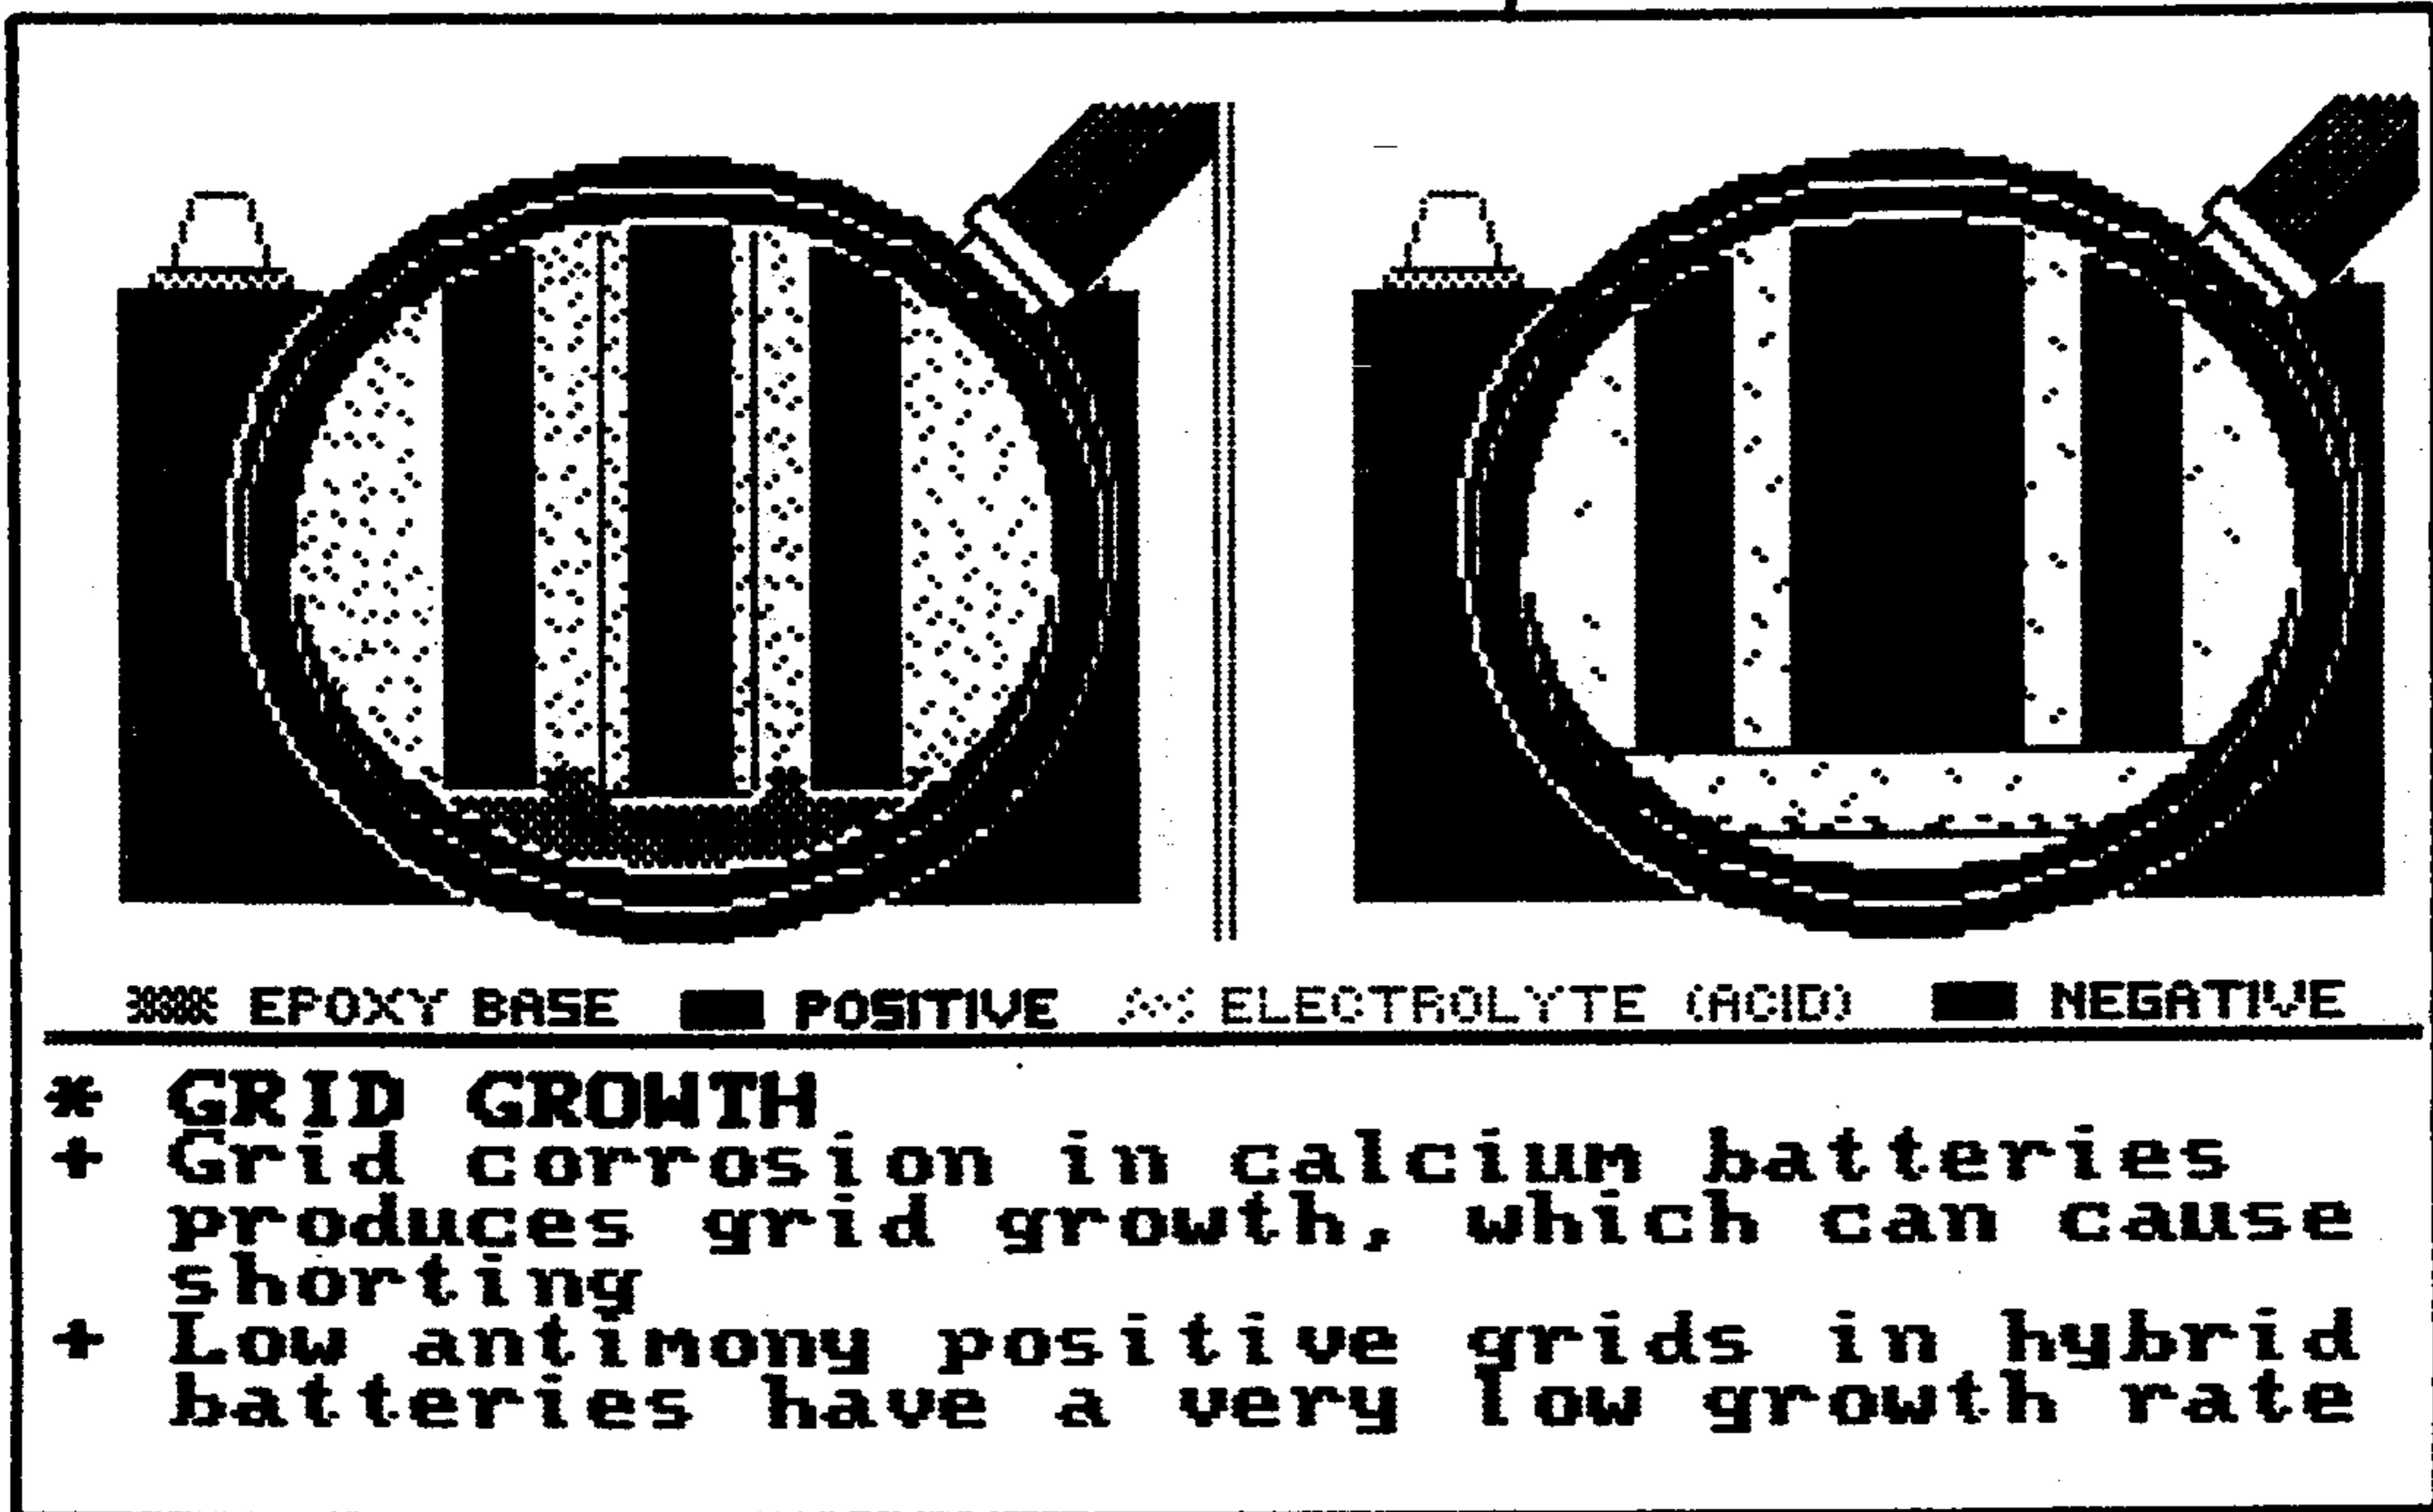 EPOXY BASE POSITIVE ELECTROLYTE (ACID) NEGATIVE
* GRID GROWTH
+ Grid corrosion in calcium batteries
produces grid growth, which can cause
shorting
+ Low antimony positive grids in hybrid
batteries have a very low growth rate